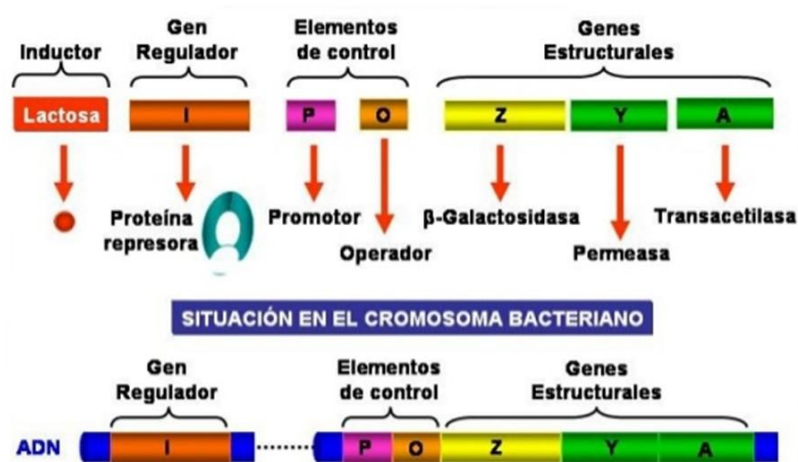 Inductor
Gen
Regulador
Elementos
de control
Genes
Estructurales
Lactosa
I
P
O
Z
Y
A
Proteína
represora
Promotor
Operador
β-Galactosidasa
Permeasa
Transacetilasa
SITUACIÓN EN EL CROMOSOMA BACTERIANO
Gen
Regulador
Elementos
de control
Genes
Estructurales
ADN
I
P
O
Z
Y
A